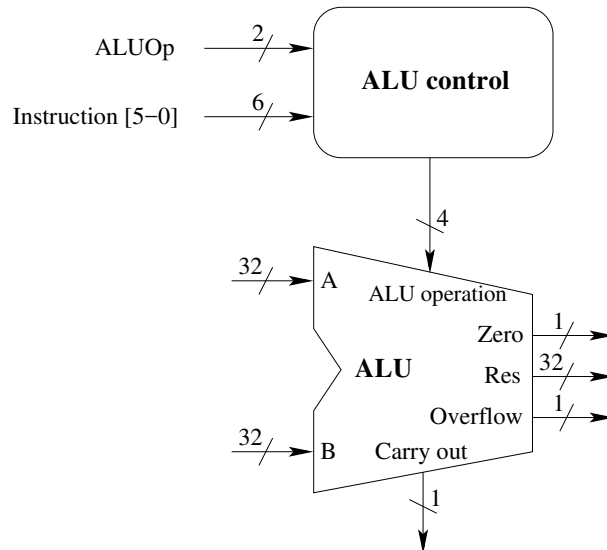 2
ALUOp
ALU control
6
Instruction [5−0]
4
32
A
ALU operation
1
Zero
32
ALU
Res
1
Overflow
32
B
Carry out
1